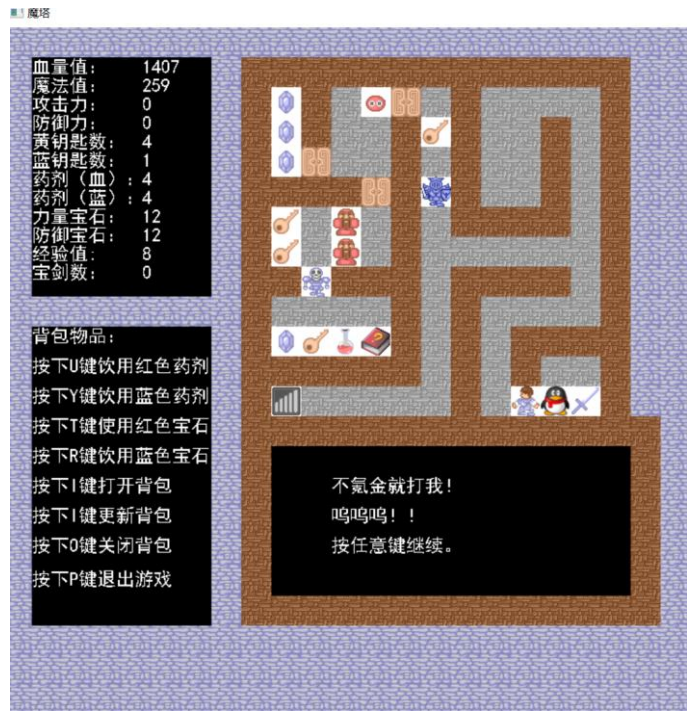 魔塔
血量值： 1407
魔法值： 259
攻击力： 0
防御力： 0
黄钥匙数： 4
蓝钥匙数： 1
药剂（血）：4
药剂（蓝）：4
力量宝石： 12
防御宝石： 12
经验值： 8
宝剑数： 0
背包物品：
按下U键饮用红色药剂
按下Y键饮用蓝色药剂
按下T键使用红色宝石
按下R键饮用蓝色宝石
按下I键打开背包
按下I键更新背包
按下O键关闭背包
按下P键退出游戏
不氪金就打我！
呜呜呜！！
按任意键继续。